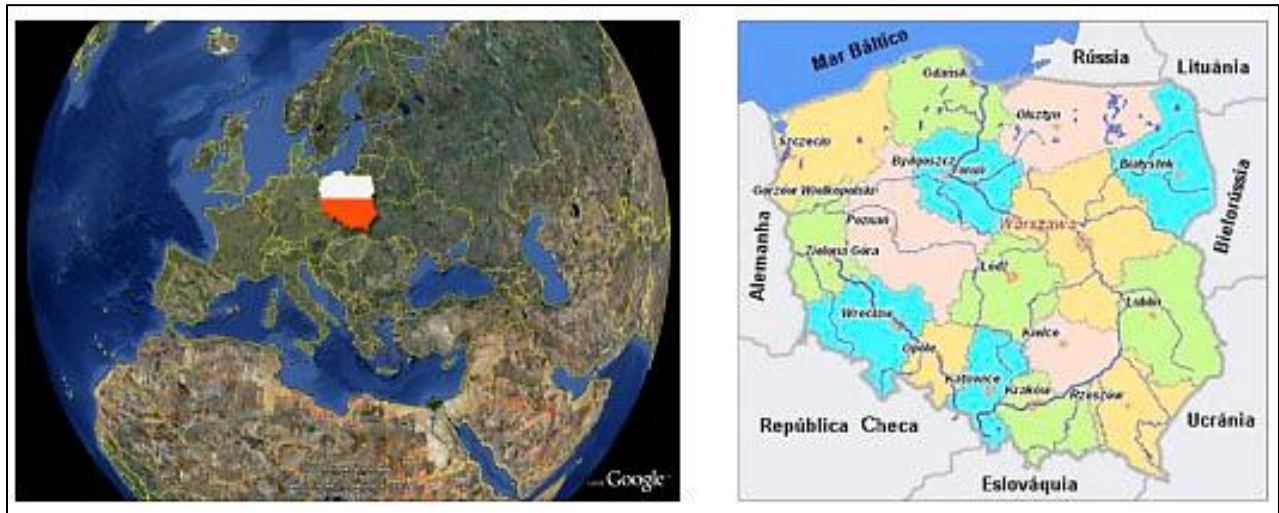 Google
Mar Báltico
Rússia
Lituânia
Gdańsk
Olsztyn
Szczecin
Bydgoszcz
Toruń
Białystok
Gorzów Wielkopolski
Poznań
Warszawa
Bielorússia
Alemanha
Zielona Góra
Łódź
Lublin
Wrocław
Kielce
Opole
Katowice
Kraków
Rzeszów
República Checa
Ucrânia
Eslováquia